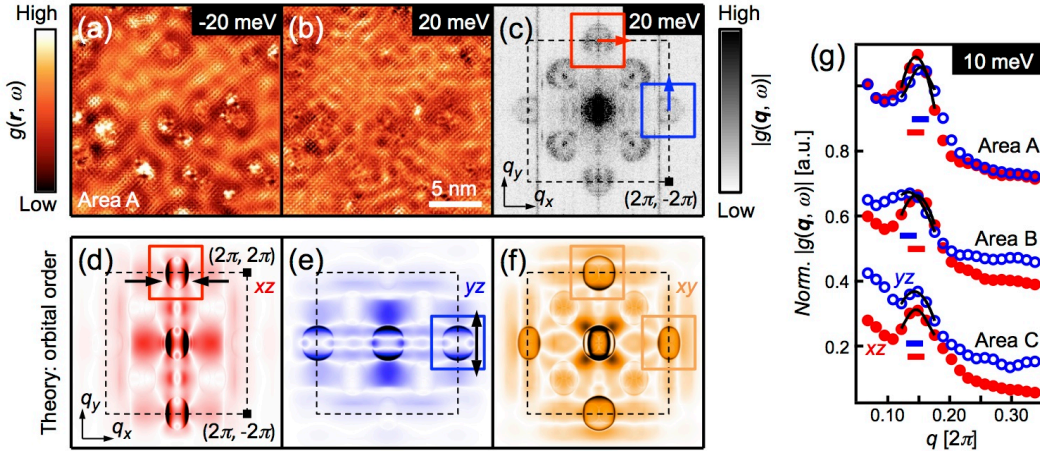 High
g(r, ω)
Low
(a)
-20 meV
Area A
(b)
20 meV
5 nm
(c)
20 meV
q_y
q_x
(2π, -2π)
High
|g(q, ω)|
Low
Theory: orbital order
(d)
(2π, 2π)
xz
q_y
q_x
(2π, -2π)
(e)
yz
(f)
xy
(g)
10 meV
Norm. |g(q, ω)| [a.u.]
0.8
0.6
0.4
0.2
Area A
Area B
yz
Area C
xz
0.10
0.20
0.30
q [2π]